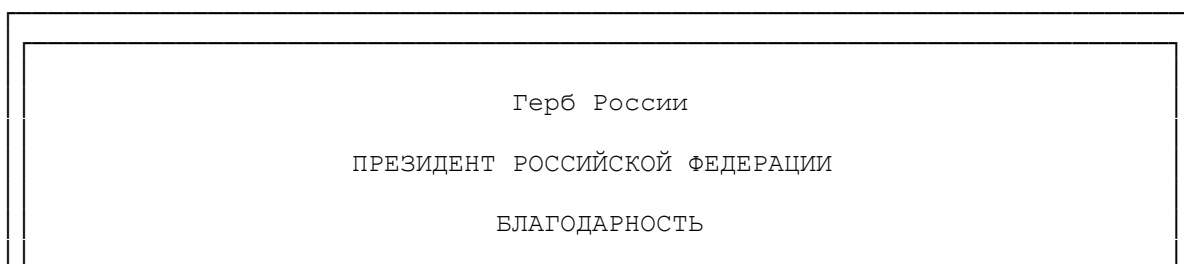 Герб России
ПРЕЗИДЕНТ РОССИЙСКОЙ ФЕДЕРАЦИИ
БЛАГОДАРНОСТЬ